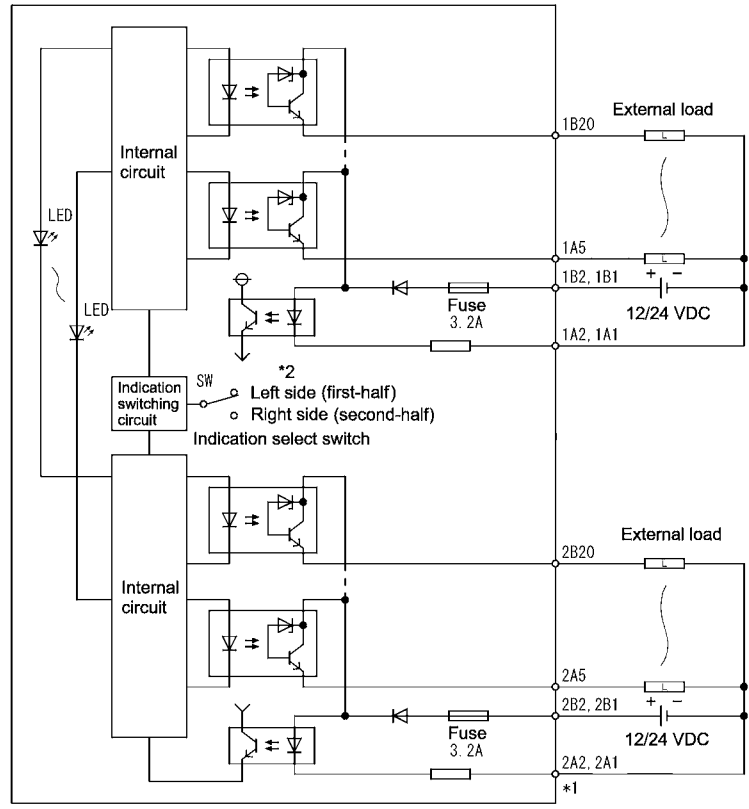 1B20
External load
L
Internal
circuit
LED
1A5
L
+ −
1B2, 1B1
Fuse
3. 2A
12/24 VDC
LED
1A2, 1A1
*2
Indication
switching
circuit
SW
Left side (first-half)
Right side (second-half)
Indication select switch
2B20
External load
L
Internal
circuit
2A5
L
+ −
2B2, 2B1
Fuse
3. 2A
12/24 VDC
2A2, 2A1
*1